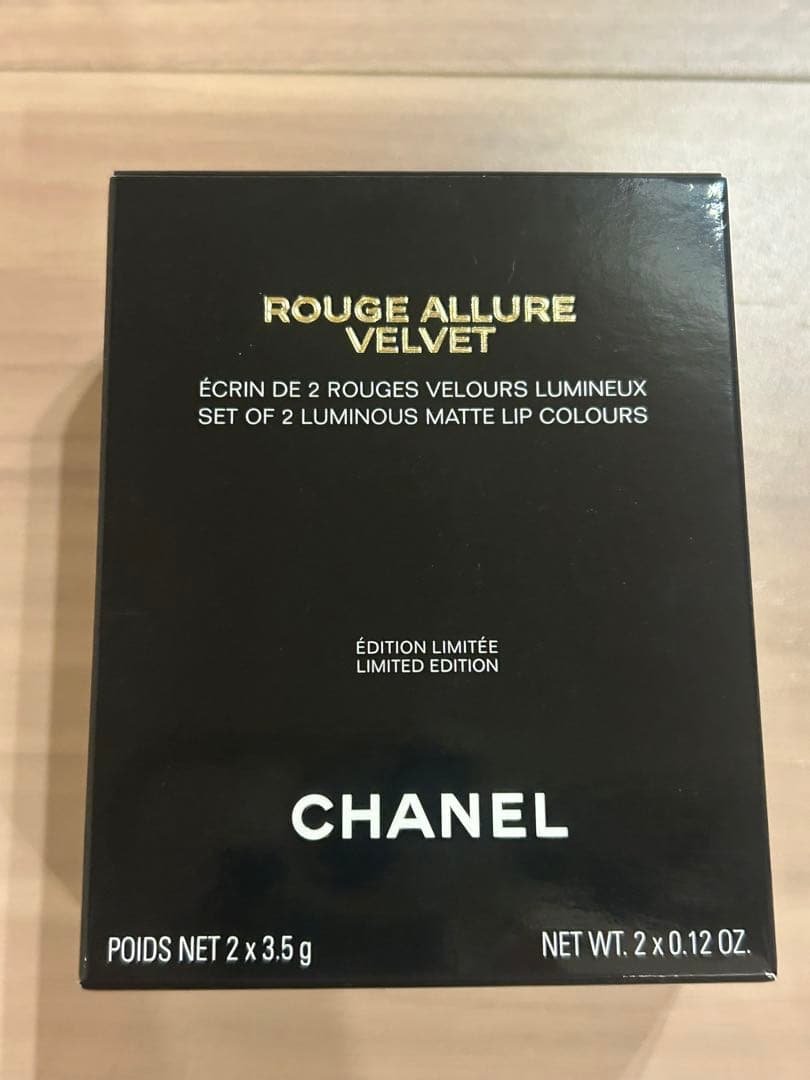 ROUGE ALLURE
VELVET
ÉCRIN DE 2 ROUGES VELOURS LUMINEUX
SET OF 2 LUMINOUS MATTE LIP COLOURS
ÉDITION LIMITÉE
LIMITED EDITION
CHANEL
POIDS NET 2 x 3.5 g
NET WT. 2 x 0.12 OZ.